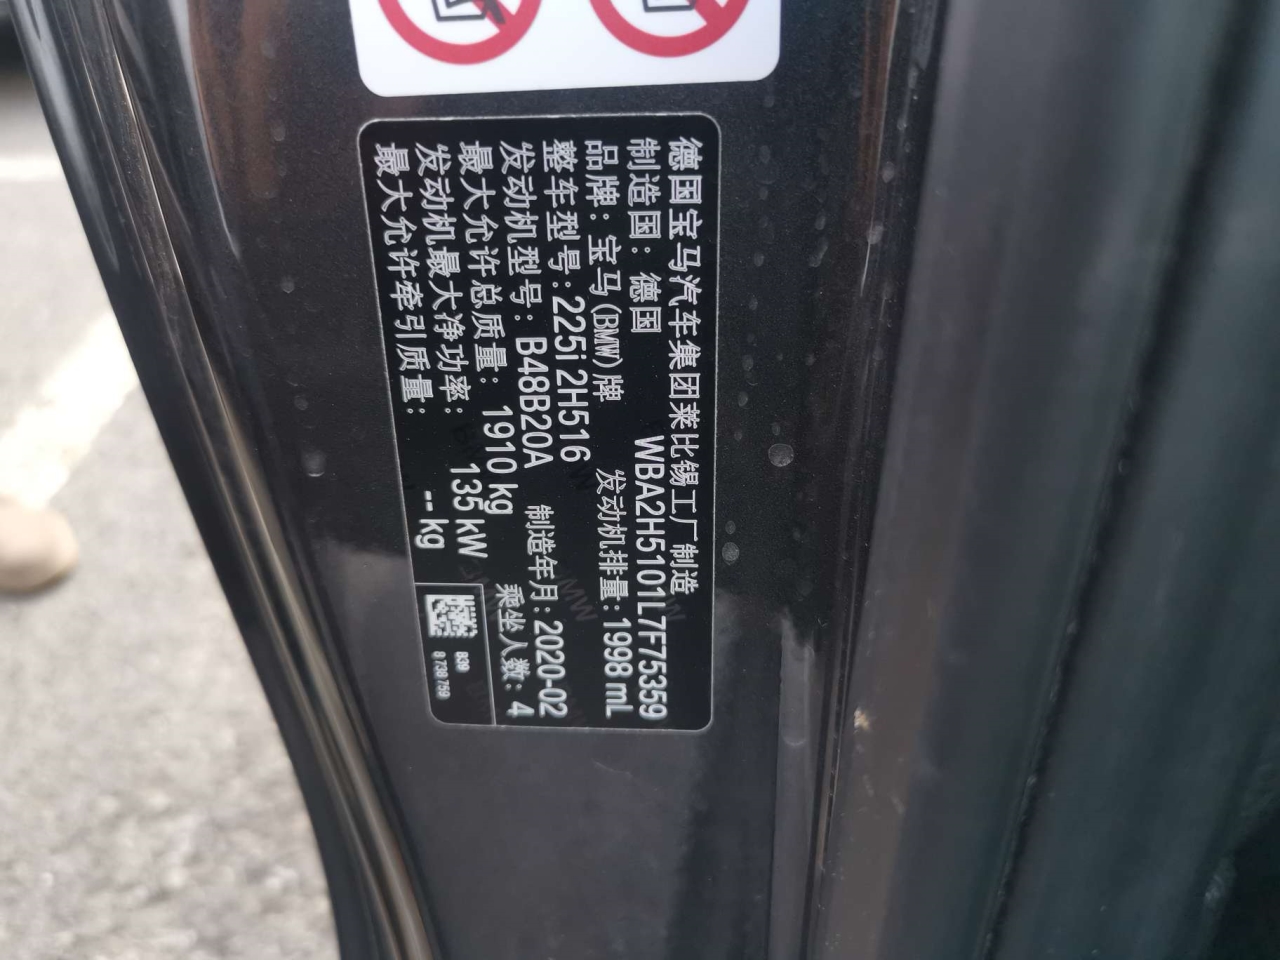 德国宝马汽车集团莱比锡工厂制造
制造国：德国 WBA2H5101L7F75359
品牌：宝马(BMW)牌 发动机排量：1998 mL
整车型号：225i 2H516
发动机型号：B48B20A 制造年月：2020-02
最大允许总质量：1910 kg 乘坐人数：4
发动机最大净功率：135 kW
最大允许牵引质量：-- kg
B39
8 738 759